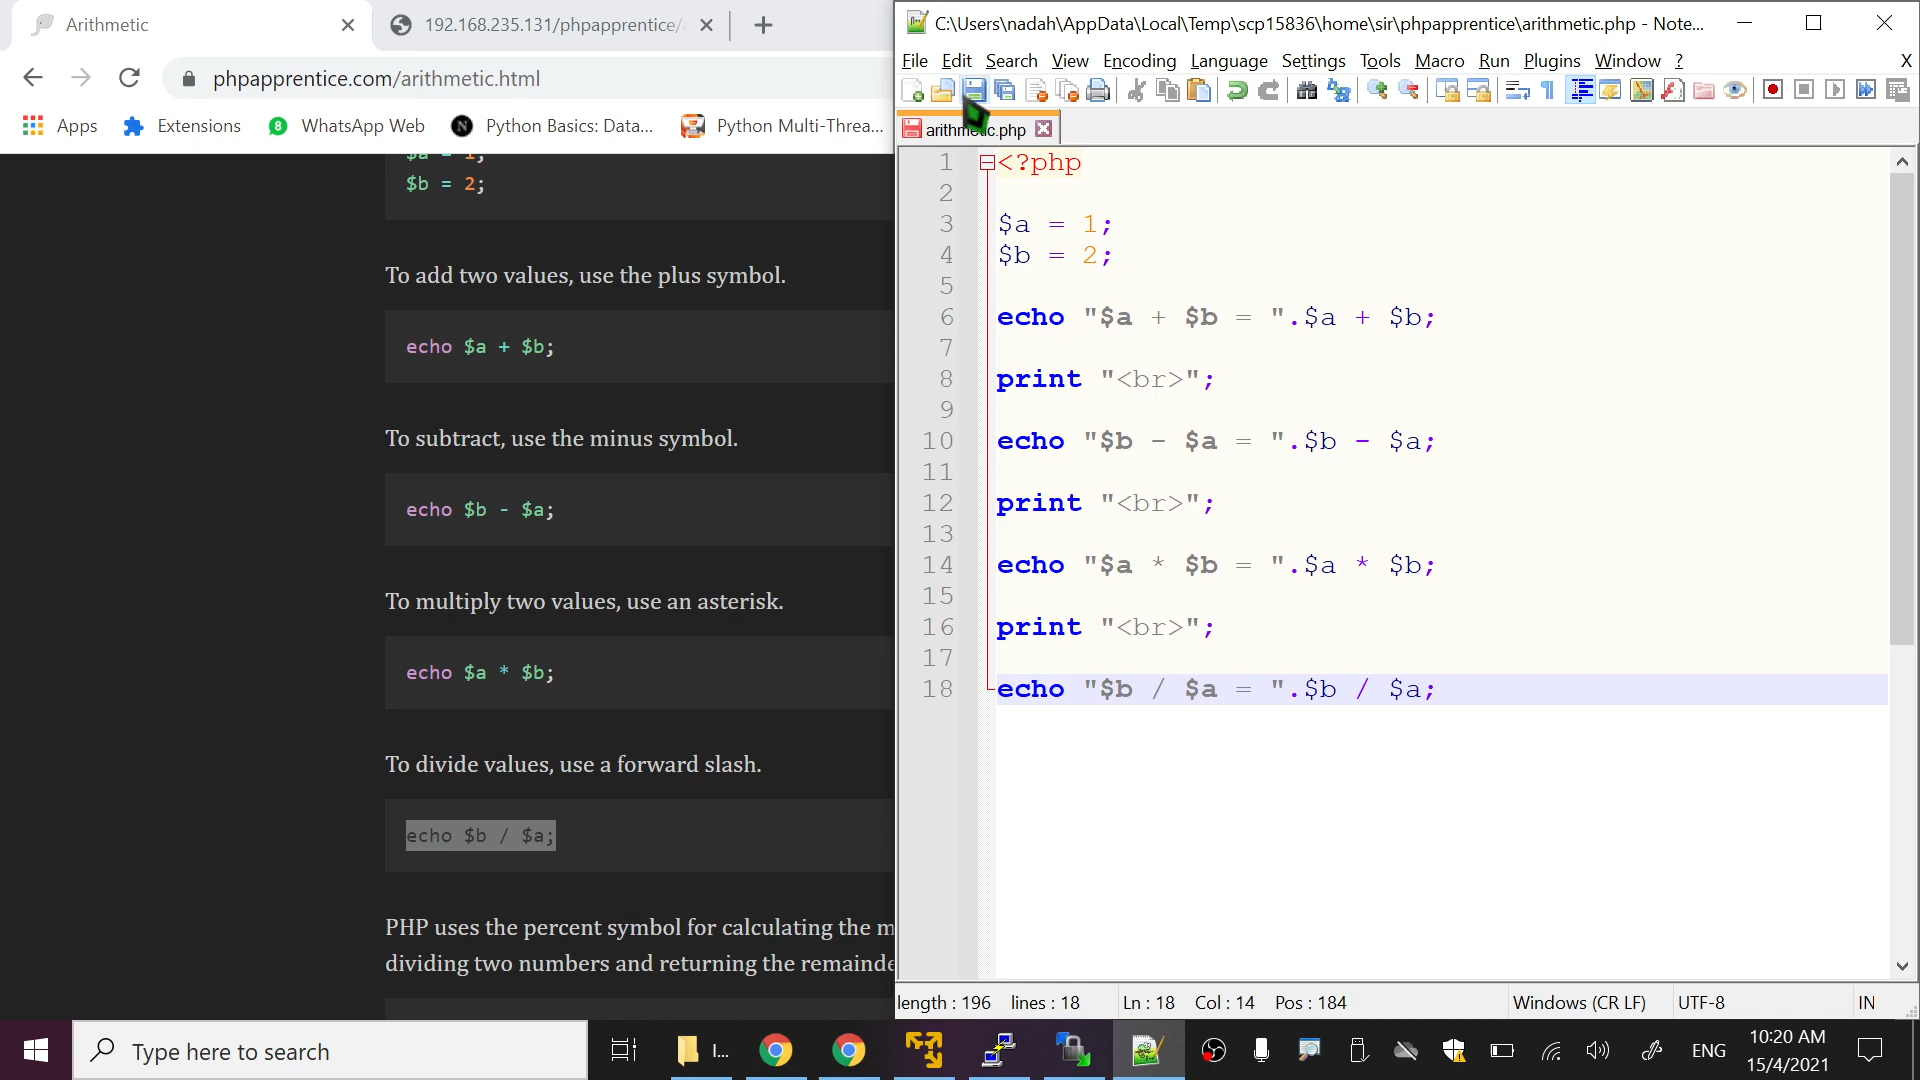 Arithmetic
192.168.235.131/phpapprentice/
phpapprentice.com/arithmetic.html
Apps
Extensions
8
WhatsApp Web
N
Python Basics: Data...
Python Multi-Threa...
$a = 1;
$b = 2;
To add two values, use the plus symbol.
echo $a + $b;
To subtract, use the minus symbol.
echo $b - $a;
To multiply two values, use an asterisk.
echo $a * $b;
To divide values, use a forward slash.
echo $b / $a;
PHP uses the percent symbol for calculating the m
dividing two numbers and returning the remainde
C:\Users\nadah\AppData\Local\Temp\scp15836\home\sir\phpapprentice\arithmetic.php - Note...
File Edit Search View Encoding Language Settings Tools Macro Run Plugins Window ? X
arithmetic.php
1 <?php
2
3 $a = 1;
4 $b = 2;
5
6 echo "$a + $b = ".$a + $b;
7
8 print "<br>";
9
10 echo "$b - $a = ".$b - $a;
11
12 print "<br>";
13
14 echo "$a * $b = ".$a * $b;
15
16 print "<br>";
17
18 echo "$b / $a = ".$b / $a;
length : 196 lines : 18 Ln : 18 Col : 14 Pos : 184 Windows (CR LF) UTF-8 IN
Type here to search
I...
ENG
10:20 AM
15/4/2021